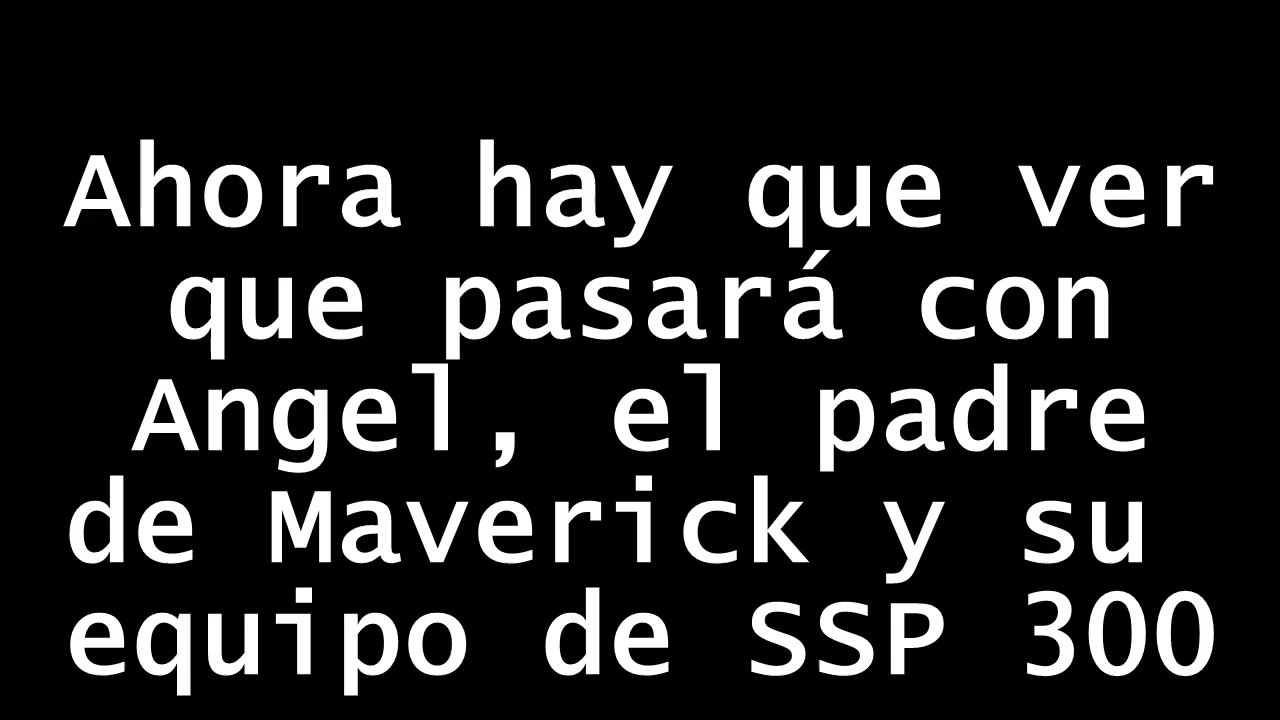 Ahora hay que ver
que pasará con
Angel, el padre
de Maverick y su
equipo de SSP 300